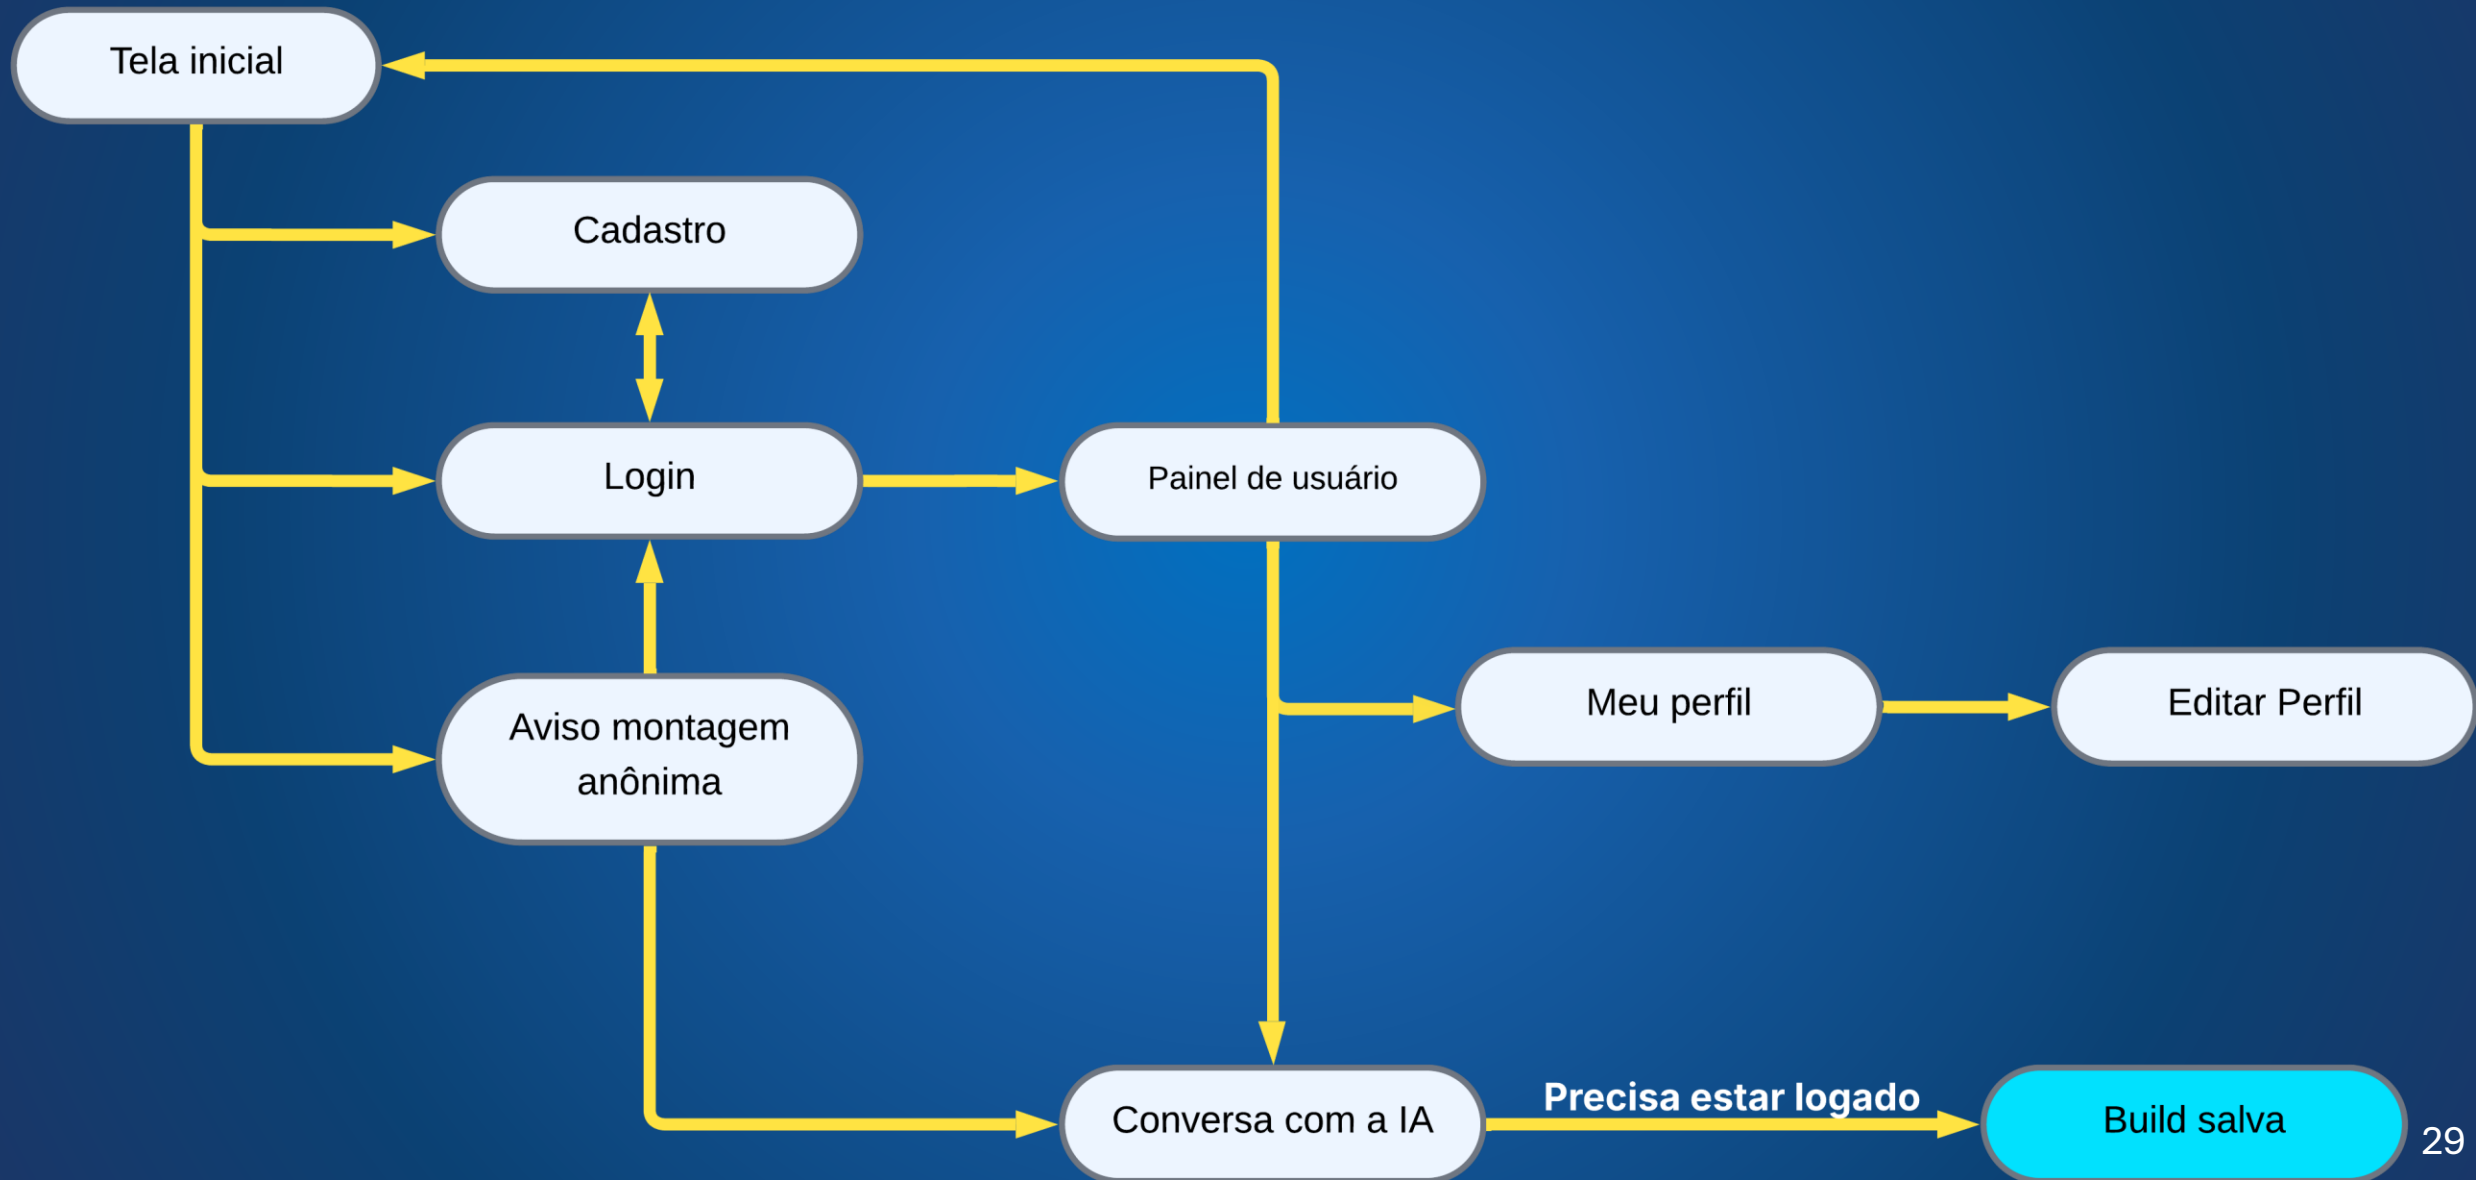 Tela inicial
Cadastro
Login
Painel de usuário
Aviso montagem
anônima
Meu perfil
Editar Perfil
Conversa com a IA
Precisa estar logado
Build salva
29